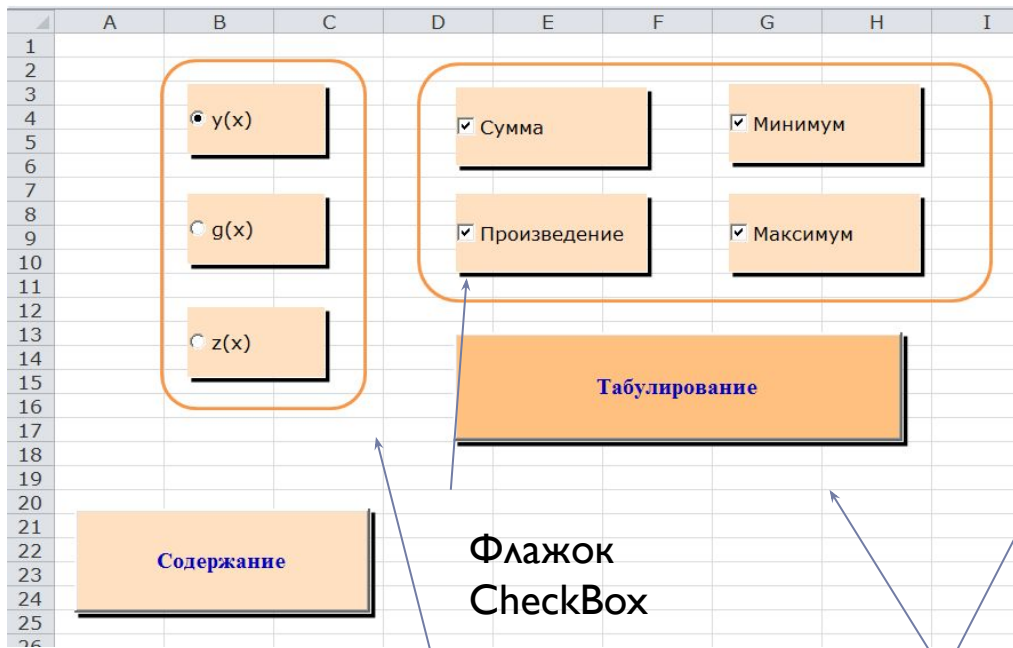 A B C D E F G H I
1
2
3
4
5
6
7
8
9
10
11
12
13
14
15
16
17
18
19
20
21
22
23
24
25
26
y(x)
g(x)
z(x)
Сумма
Минимум
Произведение
Максимум
Табулирование
Содержание
Флажок
CheckBox